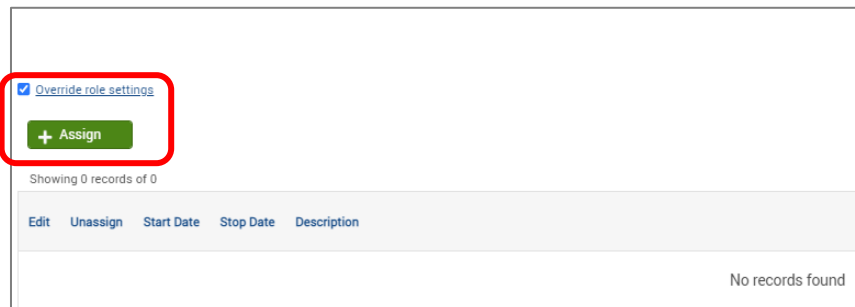 Override role settings
+ Assign
Showing 0 records of 0
Edit Unassign Start Date Stop Date Description
No records found